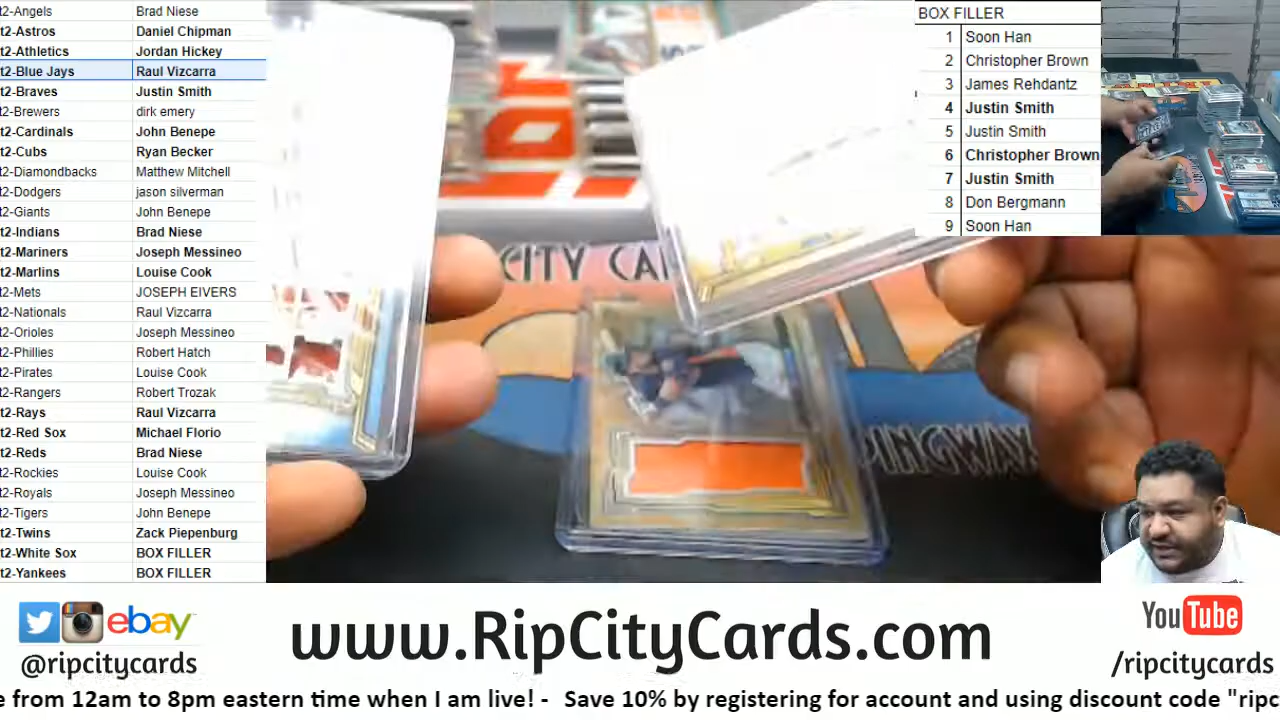 t2-Angels Brad Niese
t2-Astros Daniel Chipman
t2-Athletics Jordan Hickey
t2-Blue Jays Raul Vizcarra
t2-Braves Justin Smith
t2-Brewers dirk emery
t2-Cardinals John Benepe
t2-Cubs Ryan Becker
t2-Diamondbacks Matthew Mitchell
t2-Dodgers jason silverman
t2-Giants John Benepe
t2-Indians Brad Niese
t2-Mariners Joseph Messineo
t2-Marlins Louise Cook
t2-Mets JOSEPH EIVERS
t2-Nationals Raul Vizcarra
t2-Orioles Joseph Messineo
t2-Phillies Robert Hatch
t2-Pirates Louise Cook
t2-Rangers Robert Trozak
t2-Rays Raul Vizcarra
t2-Red Sox Michael Florio
t2-Reds Brad Niese
t2-Rockies Louise Cook
t2-Royals Joseph Messineo
t2-Tigers John Benepe
t2-Twins Zack Piepenburg
t2-White Sox BOX FILLER
t2-Yankees BOX FILLER
BOX FILLER
1 Soon Han
2 Christopher Brown
3 James Rehdantz
4 Justin Smith
5 Justin Smith
6 Christopher Brown
7 Justin Smith
8 Don Bergmann
9 Soon Han
CITY CA
PINGWAX
ebay
@ripcitycards
www.RipCityCards.com
YouTube
/ripcitycards
e from 12am to 8pm eastern time when I am live! - Save 10% by registering for account and using discount code "ripc